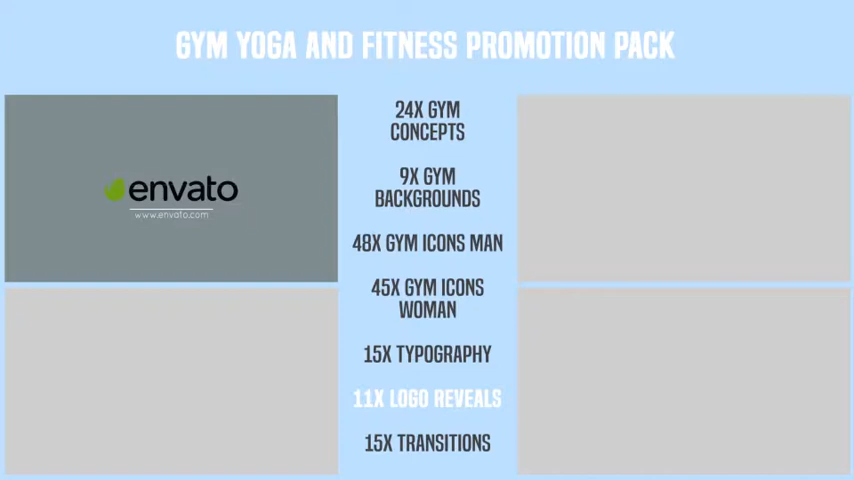 GYM YOGA AND FITNESS PROMOTION PACK
envato
www.envato.com
24X GYM
CONCEPTS
9X GYM
BACKGROUNDS
48X GYM ICONS MAN
45X GYM ICONS
WOMAN
15X TYPOGRAPHY
11X LOGO REVEALS
15X TRANSITIONS